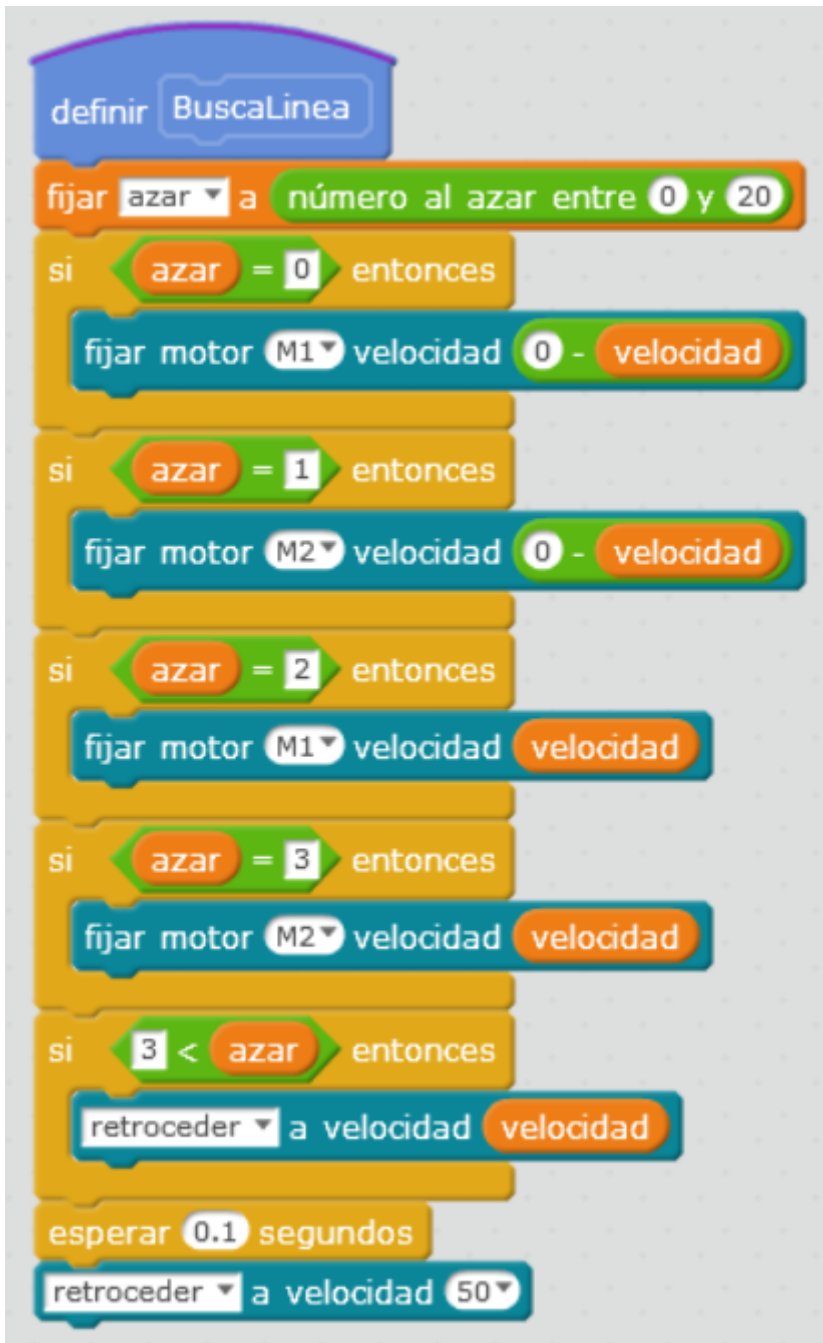 definir BuscaLinea
fijar azar a número al azar entre 0 y 20
si azar = 0 entonces
fijar motor M1 velocidad 0 - velocidad
si azar = 1 entonces
fijar motor M2 velocidad 0 - velocidad
si azar = 2 entonces
fijar motor M1 velocidad velocidad
si azar = 3 entonces
fijar motor M2 velocidad velocidad
si 3 < azar entonces
retroceder a velocidad velocidad
esperar 0.1 segundos
retroceder a velocidad 50